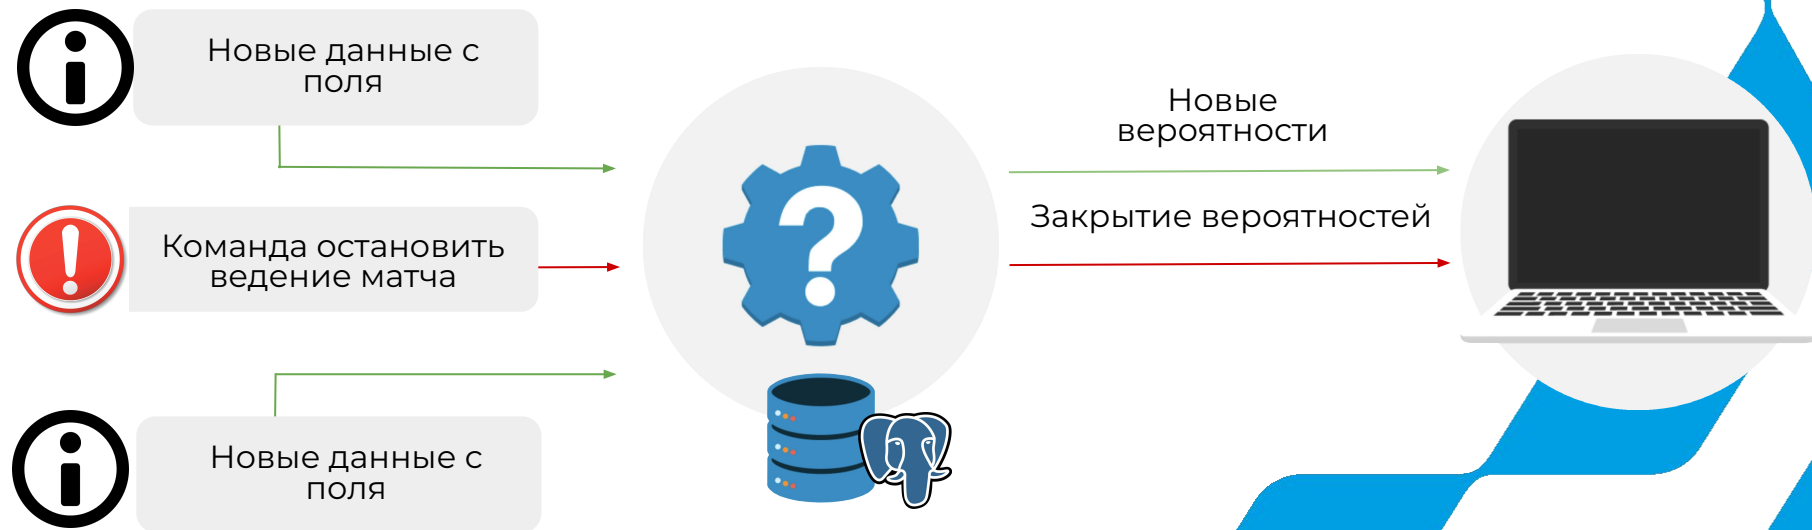 Новые данные с
поля
Команда остановить
ведение матча
Новые данные с
поля
?
Новые
вероятности
Закрытие вероятностей